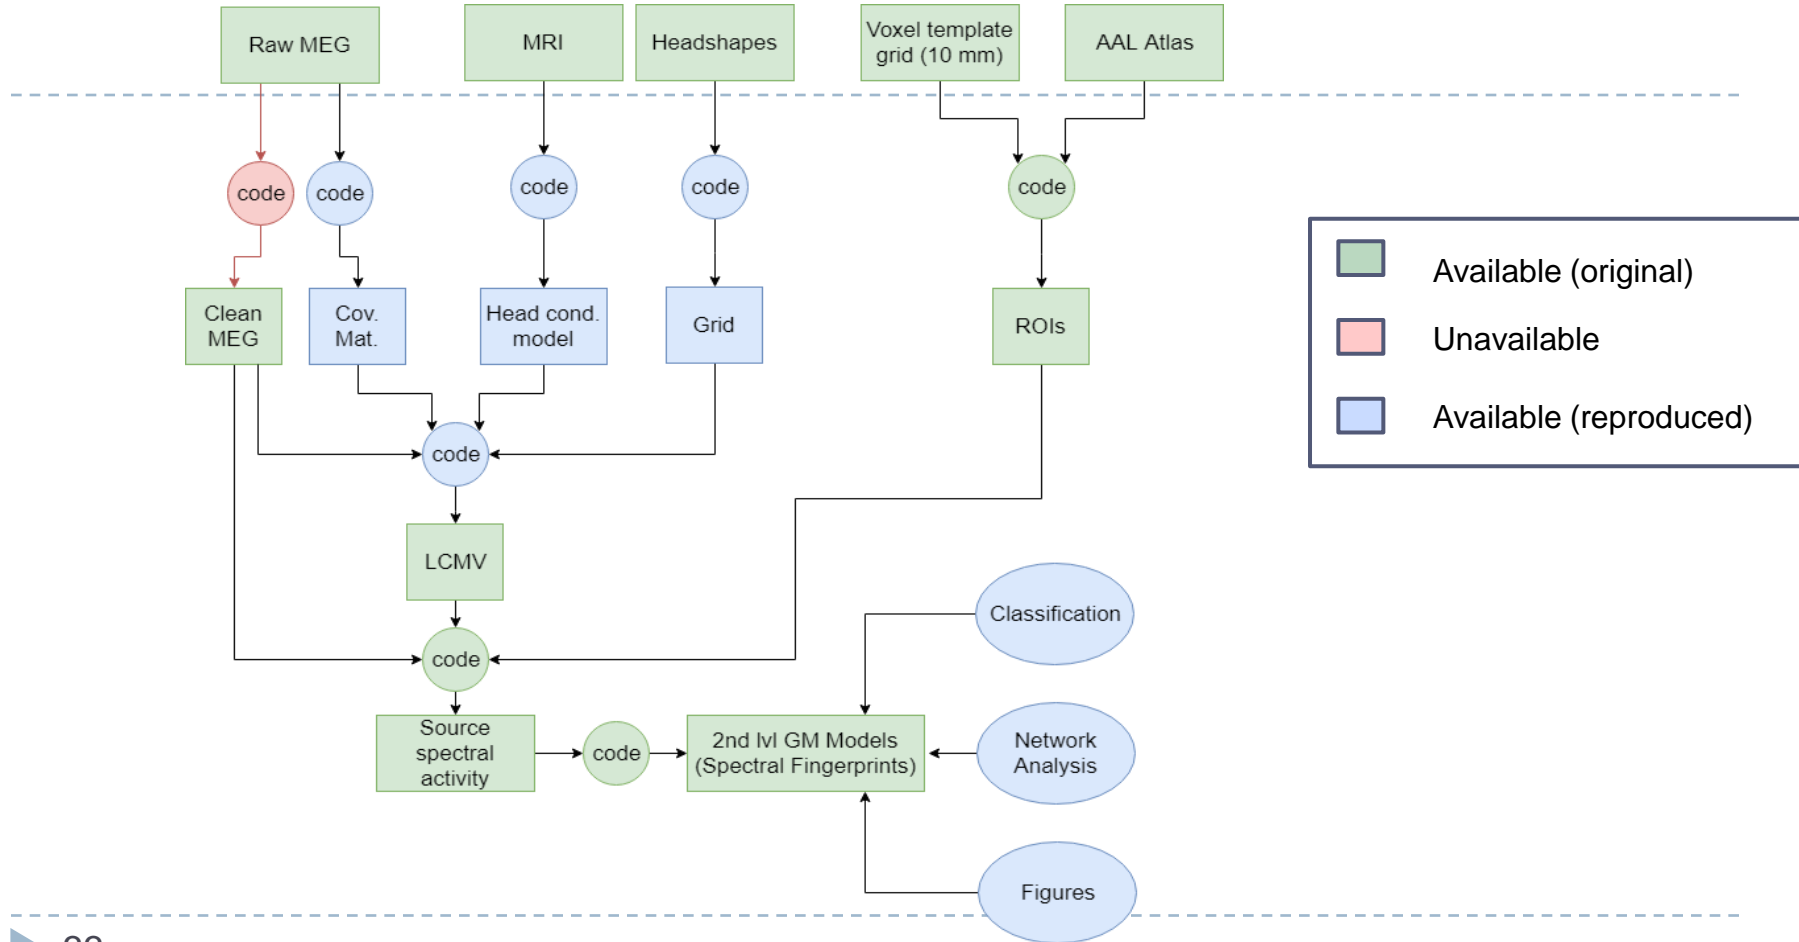 Raw MEG
MRI
Headshapes
Voxel template
grid (10 mm)
AAL Atlas
code
code
code
code
code
Clean
MEG
Cov.
Mat.
Head cond.
model
Grid
ROIs
Available (original)
Unavailable
Available (reproduced)
code
LCMV
code
Classification
Source
spectral
activity
code
2nd lvl GM Models
(Spectral Fingerprints)
Network
Analysis
Figures